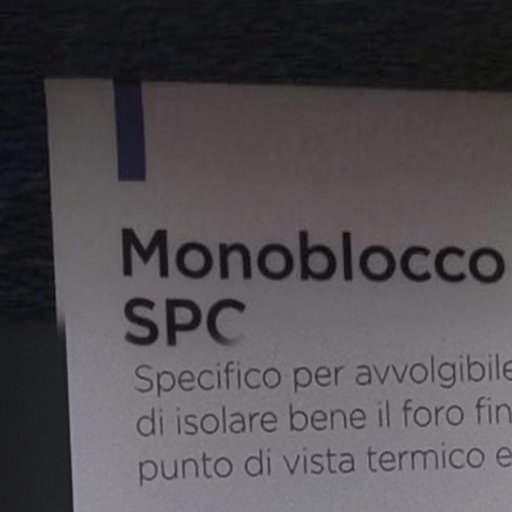 Monoblocco
SPC
Specifico per avvolgibile
di isolare bene il foro fin
punto di vista termico e